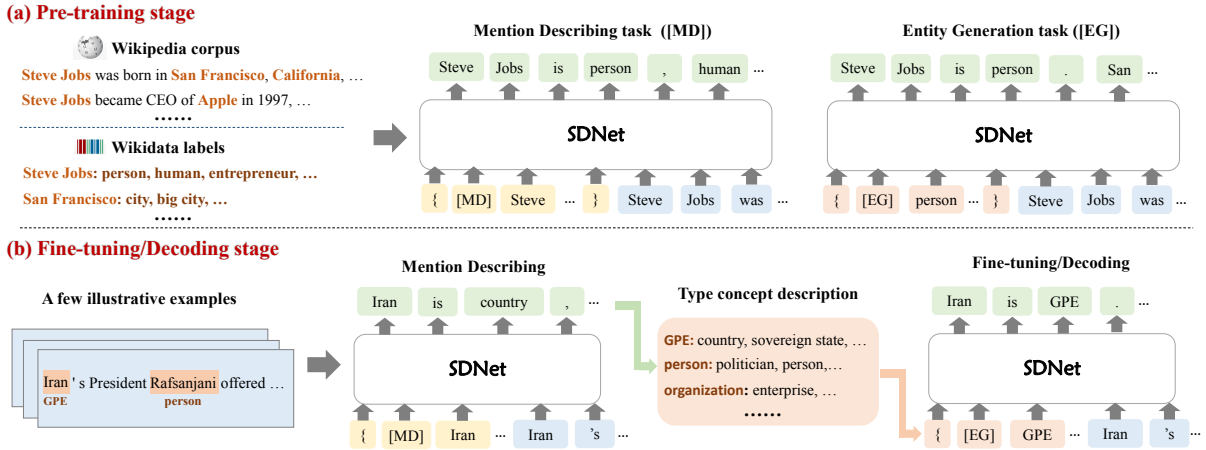 (a) Pre-training stage
Wikipedia corpus
Steve Jobs was born in San Francisco, California, …
Steve Jobs became CEO of Apple in 1997, …
……
Wikidata labels
Steve Jobs: person, human, entrepreneur, …
San Francisco: city, big city, …
……
Mention Describing task ([MD])
Steve Jobs is person , human ...
SDNet
{ [MD] Steve ... } Steve Jobs was ...
Entity Generation task ([EG])
Steve Jobs is person . San ...
SDNet
{ [EG] person ... } Steve Jobs was ...
(b) Fine-tuning/Decoding stage
A few illustrative examples
Iran 's President Rafsanjani offered …
GPE person
Mention Describing
Iran is country , ...
SDNet
{ [MD] Iran ... Iran 's ...
Type concept description
GPE: country, sovereign state, …
person: politician, person,…
organization: enterprise, …
……
Fine-tuning/Decoding
Iran is GPE . ...
SDNet
{ [EG] GPE ... Iran 's ...